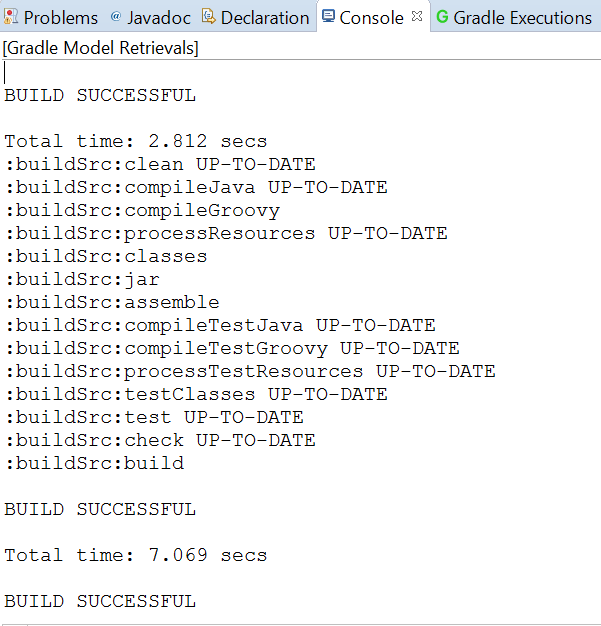 Problems @ Javadoc Declaration Console G Gradle Executions
[Gradle Model Retrievals]
BUILD SUCCESSFUL
Total time: 2.812 secs
:buildSrc:clean UP-TO-DATE
:buildSrc:compileJava UP-TO-DATE
:buildSrc:compileGroovy
:buildSrc:processResources UP-TO-DATE
:buildSrc:classes
:buildSrc:jar
:buildSrc:assemble
:buildSrc:compileTestJava UP-TO-DATE
:buildSrc:compileTestGroovy UP-TO-DATE
:buildSrc:processTestResources UP-TO-DATE
:buildSrc:testClasses UP-TO-DATE
:buildSrc:test UP-TO-DATE
:buildSrc:check UP-TO-DATE
:buildSrc:build
BUILD SUCCESSFUL
Total time: 7.069 secs
BUILD SUCCESSFUL